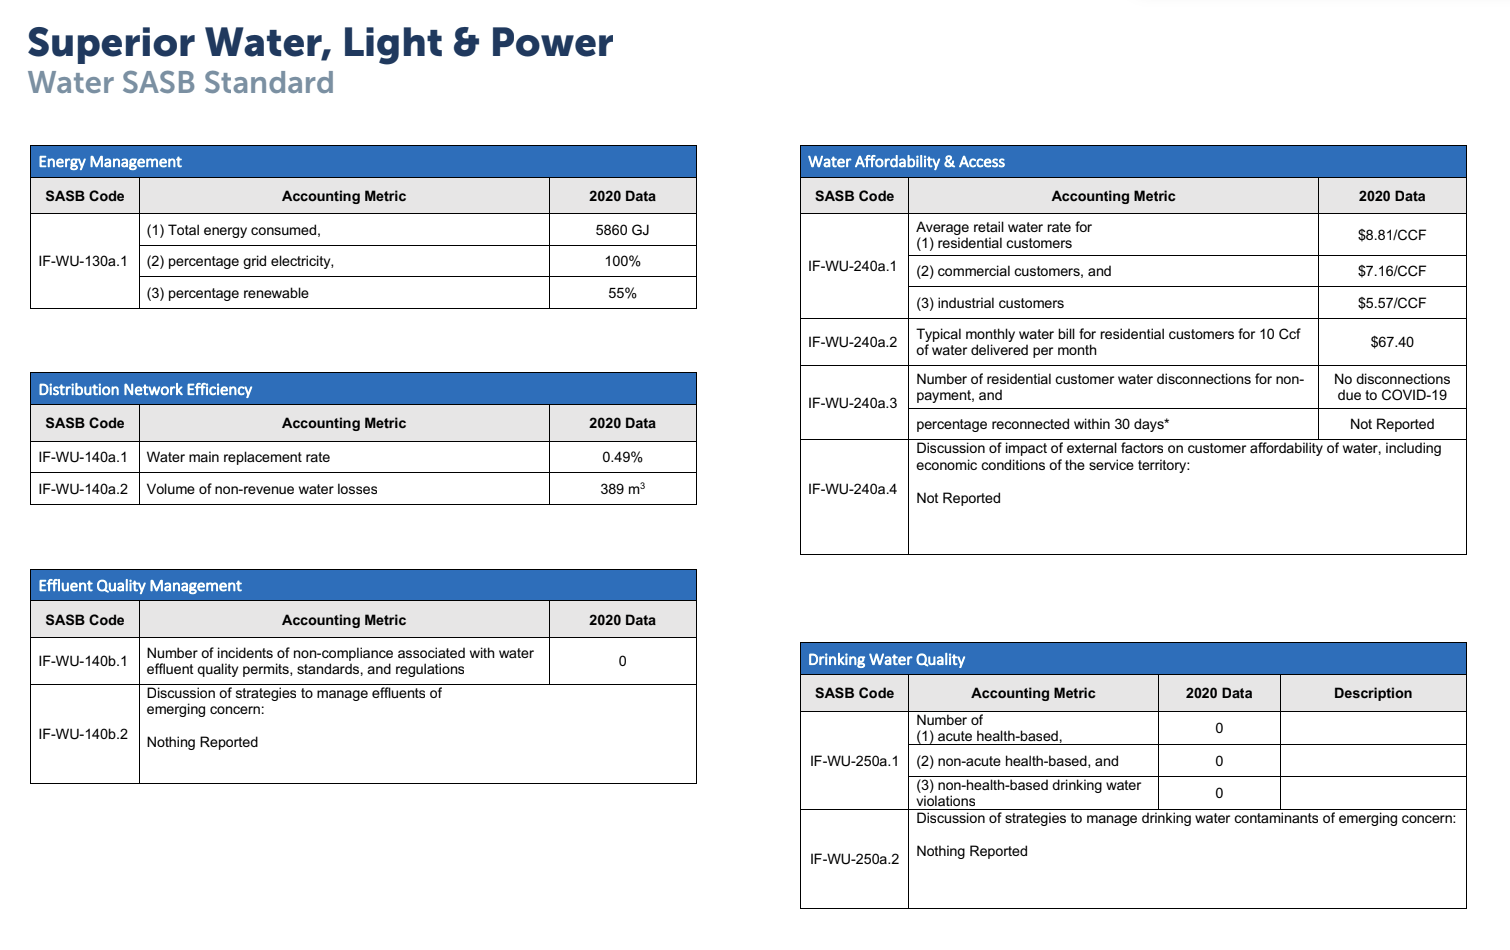 Superior Water, Light & Power
Water SASB Standard
Energy Management
SASB Code Accounting Metric 2020 Data
IF-WU-130a.1
(1) Total energy consumed, 5860 GJ
(2) percentage grid electricity, 100%
(3) percentage renewable 55%
Distribution Network Efficiency
SASB Code Accounting Metric 2020 Data
IF-WU-140a.1 Water main replacement rate 0.49%
IF-WU-140a.2 Volume of non-revenue water losses 389 m³
Effluent Quality Management
SASB Code Accounting Metric 2020 Data
IF-WU-140b.1
Number of incidents of non-compliance associated with water
effluent quality permits, standards, and regulations
0
IF-WU-140b.2
Discussion of strategies to manage effluents of
emerging concern:
Nothing Reported
Water Affordability & Access
SASB Code Accounting Metric 2020 Data
IF-WU-240a.1
Average retail water rate for
(1) residential customers
$8.81/CCF
(2) commercial customers, and $7.16/CCF
(3) industrial customers $5.57/CCF
IF-WU-240a.2
Typical monthly water bill for residential customers for 10 Ccf
of water delivered per month
$67.40
IF-WU-240a.3
Number of residential customer water disconnections for non-
payment, and
No disconnections
due to COVID-19
percentage reconnected within 30 days* Not Reported
IF-WU-240a.4
Discussion of impact of external factors on customer affordability of water, including
economic conditions of the service territory:
Not Reported
Drinking Water Quality
SASB Code Accounting Metric 2020 Data Description
IF-WU-250a.1
Number of
(1) acute health-based,
0
(2) non-acute health-based, and 0
(3) non-health-based drinking water
violations
0
IF-WU-250a.2
Discussion of strategies to manage drinking water contaminants of emerging concern:
Nothing Reported